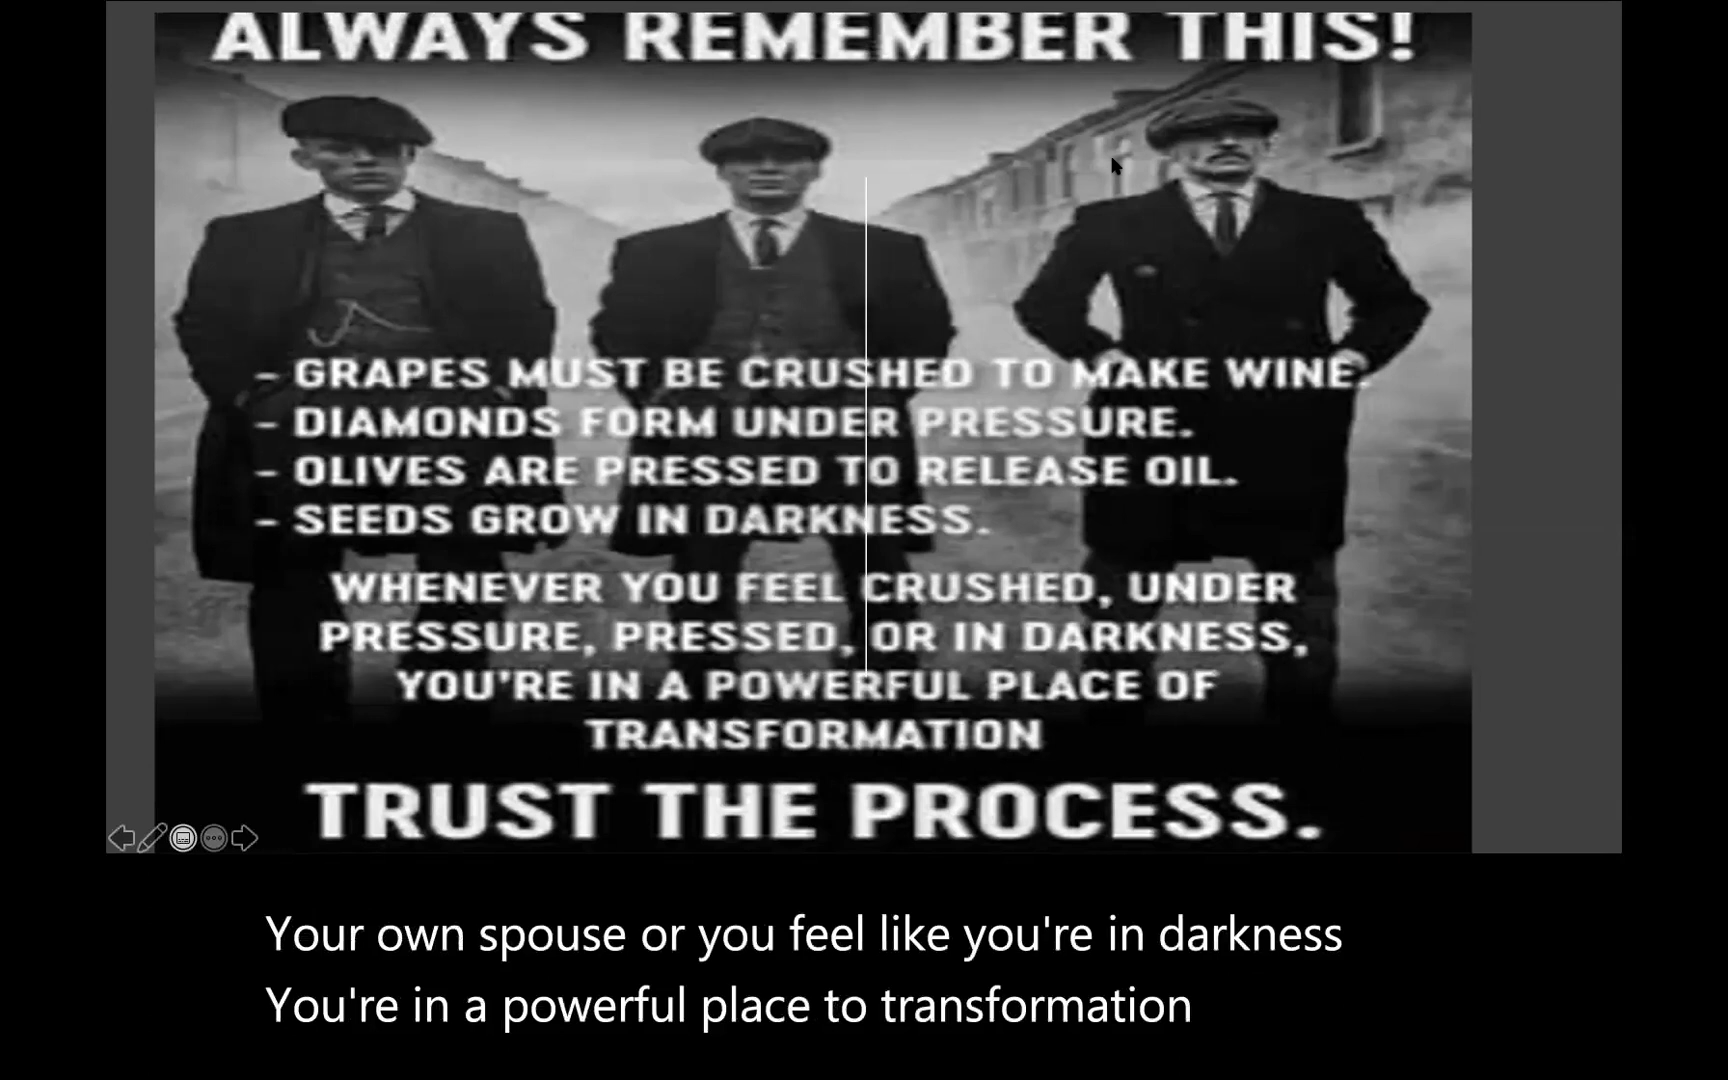 ALWAYS REMEMBER THIS!
- GRAPES MUST BE CRUSHED TO MAKE WINE.
- DIAMONDS FORM UNDER PRESSURE.
- OLIVES ARE PRESSED TO RELEASE OIL.
- SEEDS GROW IN DARKNESS.
WHENEVER YOU FEEL CRUSHED, UNDER
PRESSURE, PRESSED, OR IN DARKNESS,
YOU'RE IN A POWERFUL PLACE OF
TRANSFORMATION
TRUST THE PROCESS.
Your own spouse or you feel like you're in darkness
You're in a powerful place to transformation